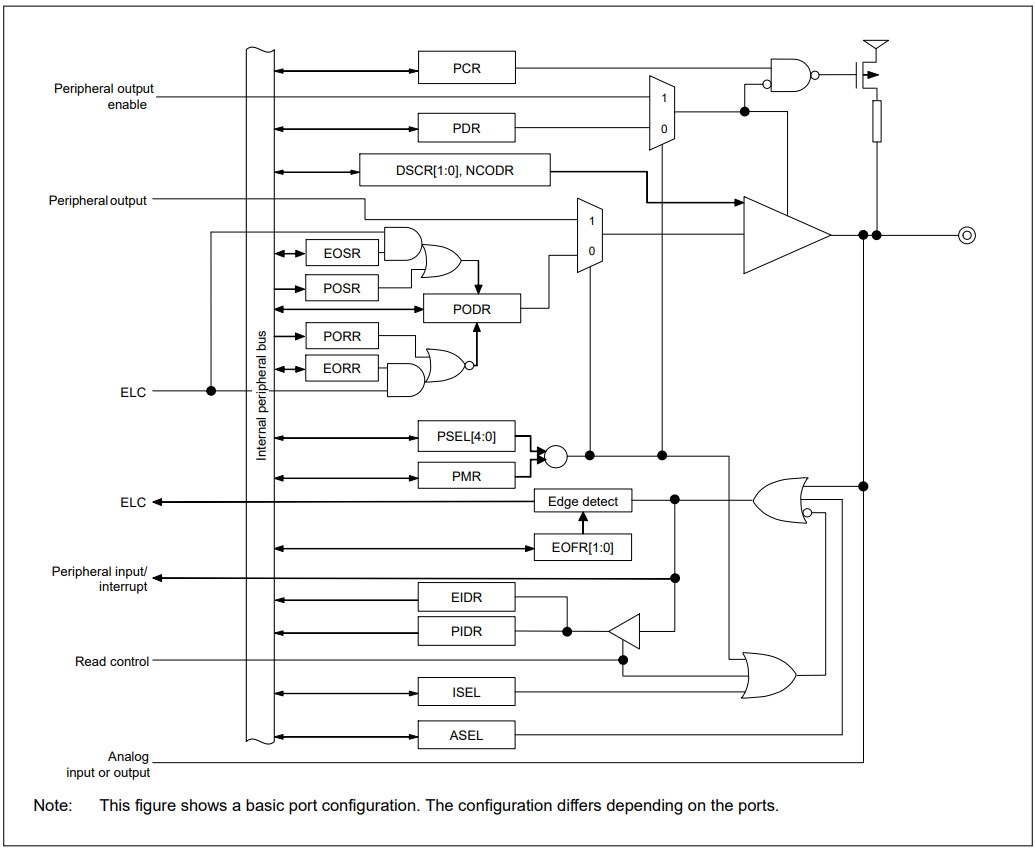 PCR
Peripheral output
enable
1
PDR
0
DSCR[1:0], NCODR
Peripheral output
1
EOSR
0
POSR
PODR
PORR
EORR
ELC
Internal peripheral bus
PSEL[4:0]
PMR
ELC
Edge detect
EOFR[1:0]
Peripheral input/
interrupt
EIDR
PIDR
Read control
ISEL
ASEL
Analog
input or output
Note: This figure shows a basic port configuration. The configuration differs depending on the ports.